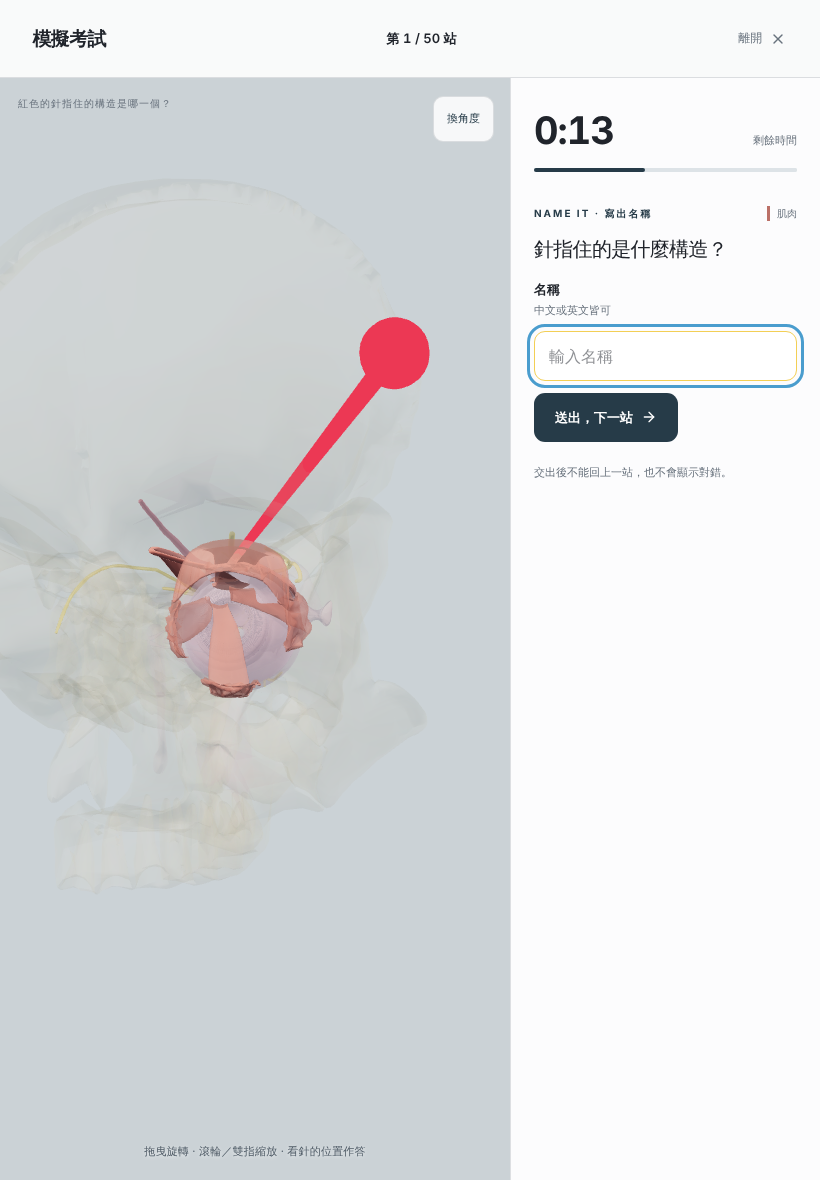 模擬考試
第 1 / 50 站
離開
紅色的針指住的構造是哪一個？
換角度
0:13
剩餘時間
NAME IT · 寫出名稱
肌肉
針指住的是什麼構造？
名稱
中文或英文皆可
輸入名稱
送出，下一站
交出後不能回上一站，也不會顯示對錯。
拖曳旋轉 · 滾輪／雙指縮放 · 看針的位置作答